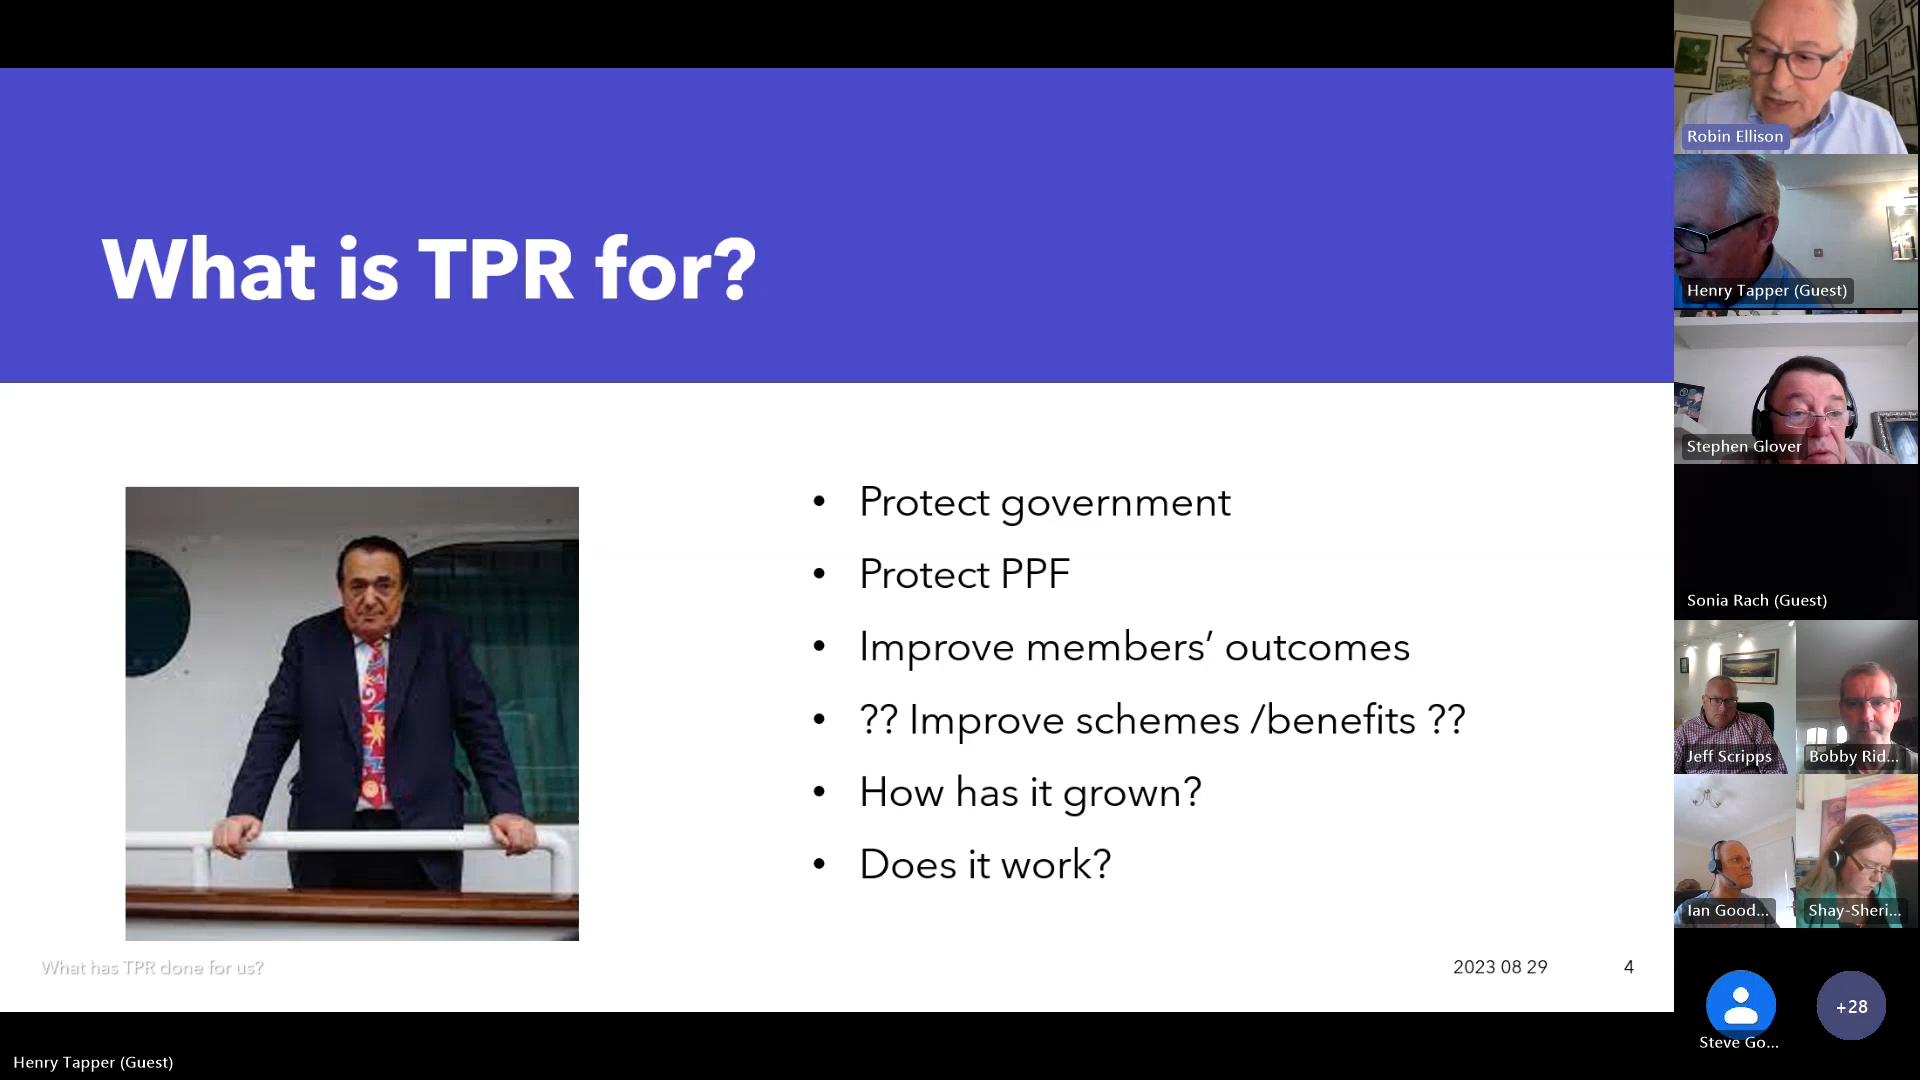 What is TPR for?
• Protect government
• Protect PPF
• Improve members’ outcomes
• ?? Improve schemes /benefits ??
• How has it grown?
• Does it work?
What has TPR done for us?
2023 08 29
4
Henry Tapper (Guest)
Robin Ellison
Henry Tapper (Guest)
Stephen Glover
Sonia Rach (Guest)
Jeff Scripps
Bobby Rid...
Ian Good...
Shay-Sheri...
Steve Go...
+28